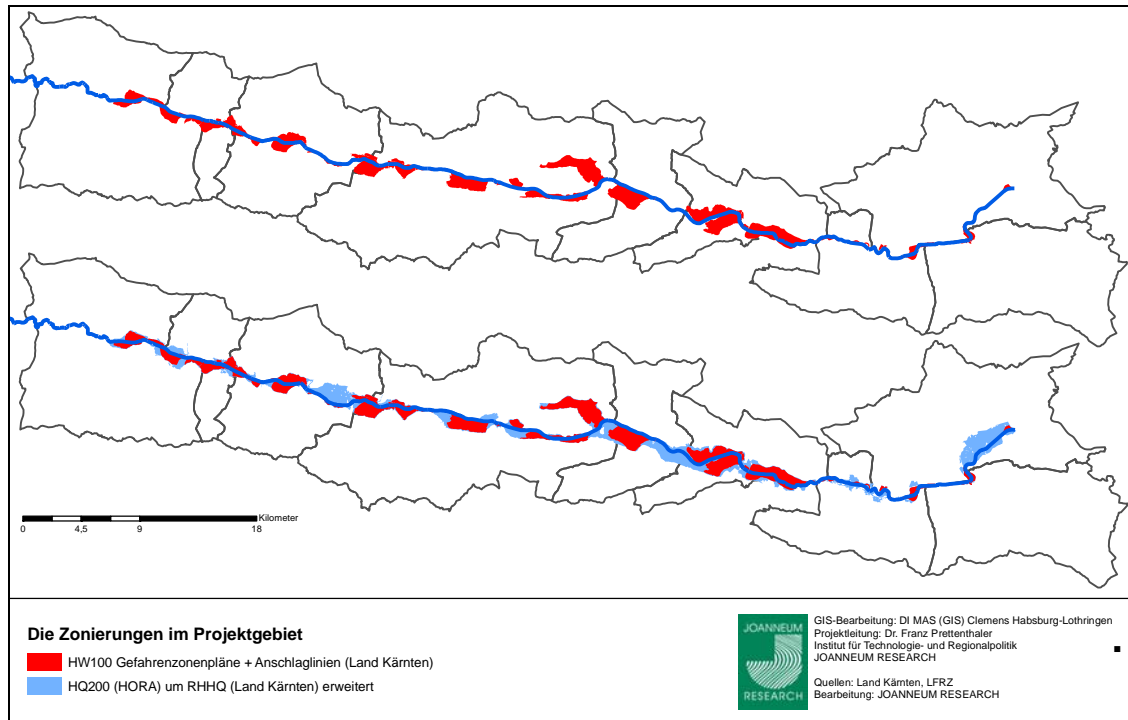 Kilometer
0 4,5 9 18
Die Zonierungen im Projektgebiet
HW100 Gefahrenzonenpläne + Anschlaglinien (Land Kärnten)
HQ200 (HORA) um RHHQ (Land Kärnten) erweitert
JOANNEUM
RESEARCH
GIS-Bearbeitung: DI MAS (GIS) Clemens Habsburg-Lothringen
Projektleitung: Dr. Franz Prettenthaler
Institut für Technologie- und Regionalpolitik
JOANNEUM RESEARCH
Quellen: Land Kärnten, LFRZ
Bearbeitung: JOANNEUM RESEARCH